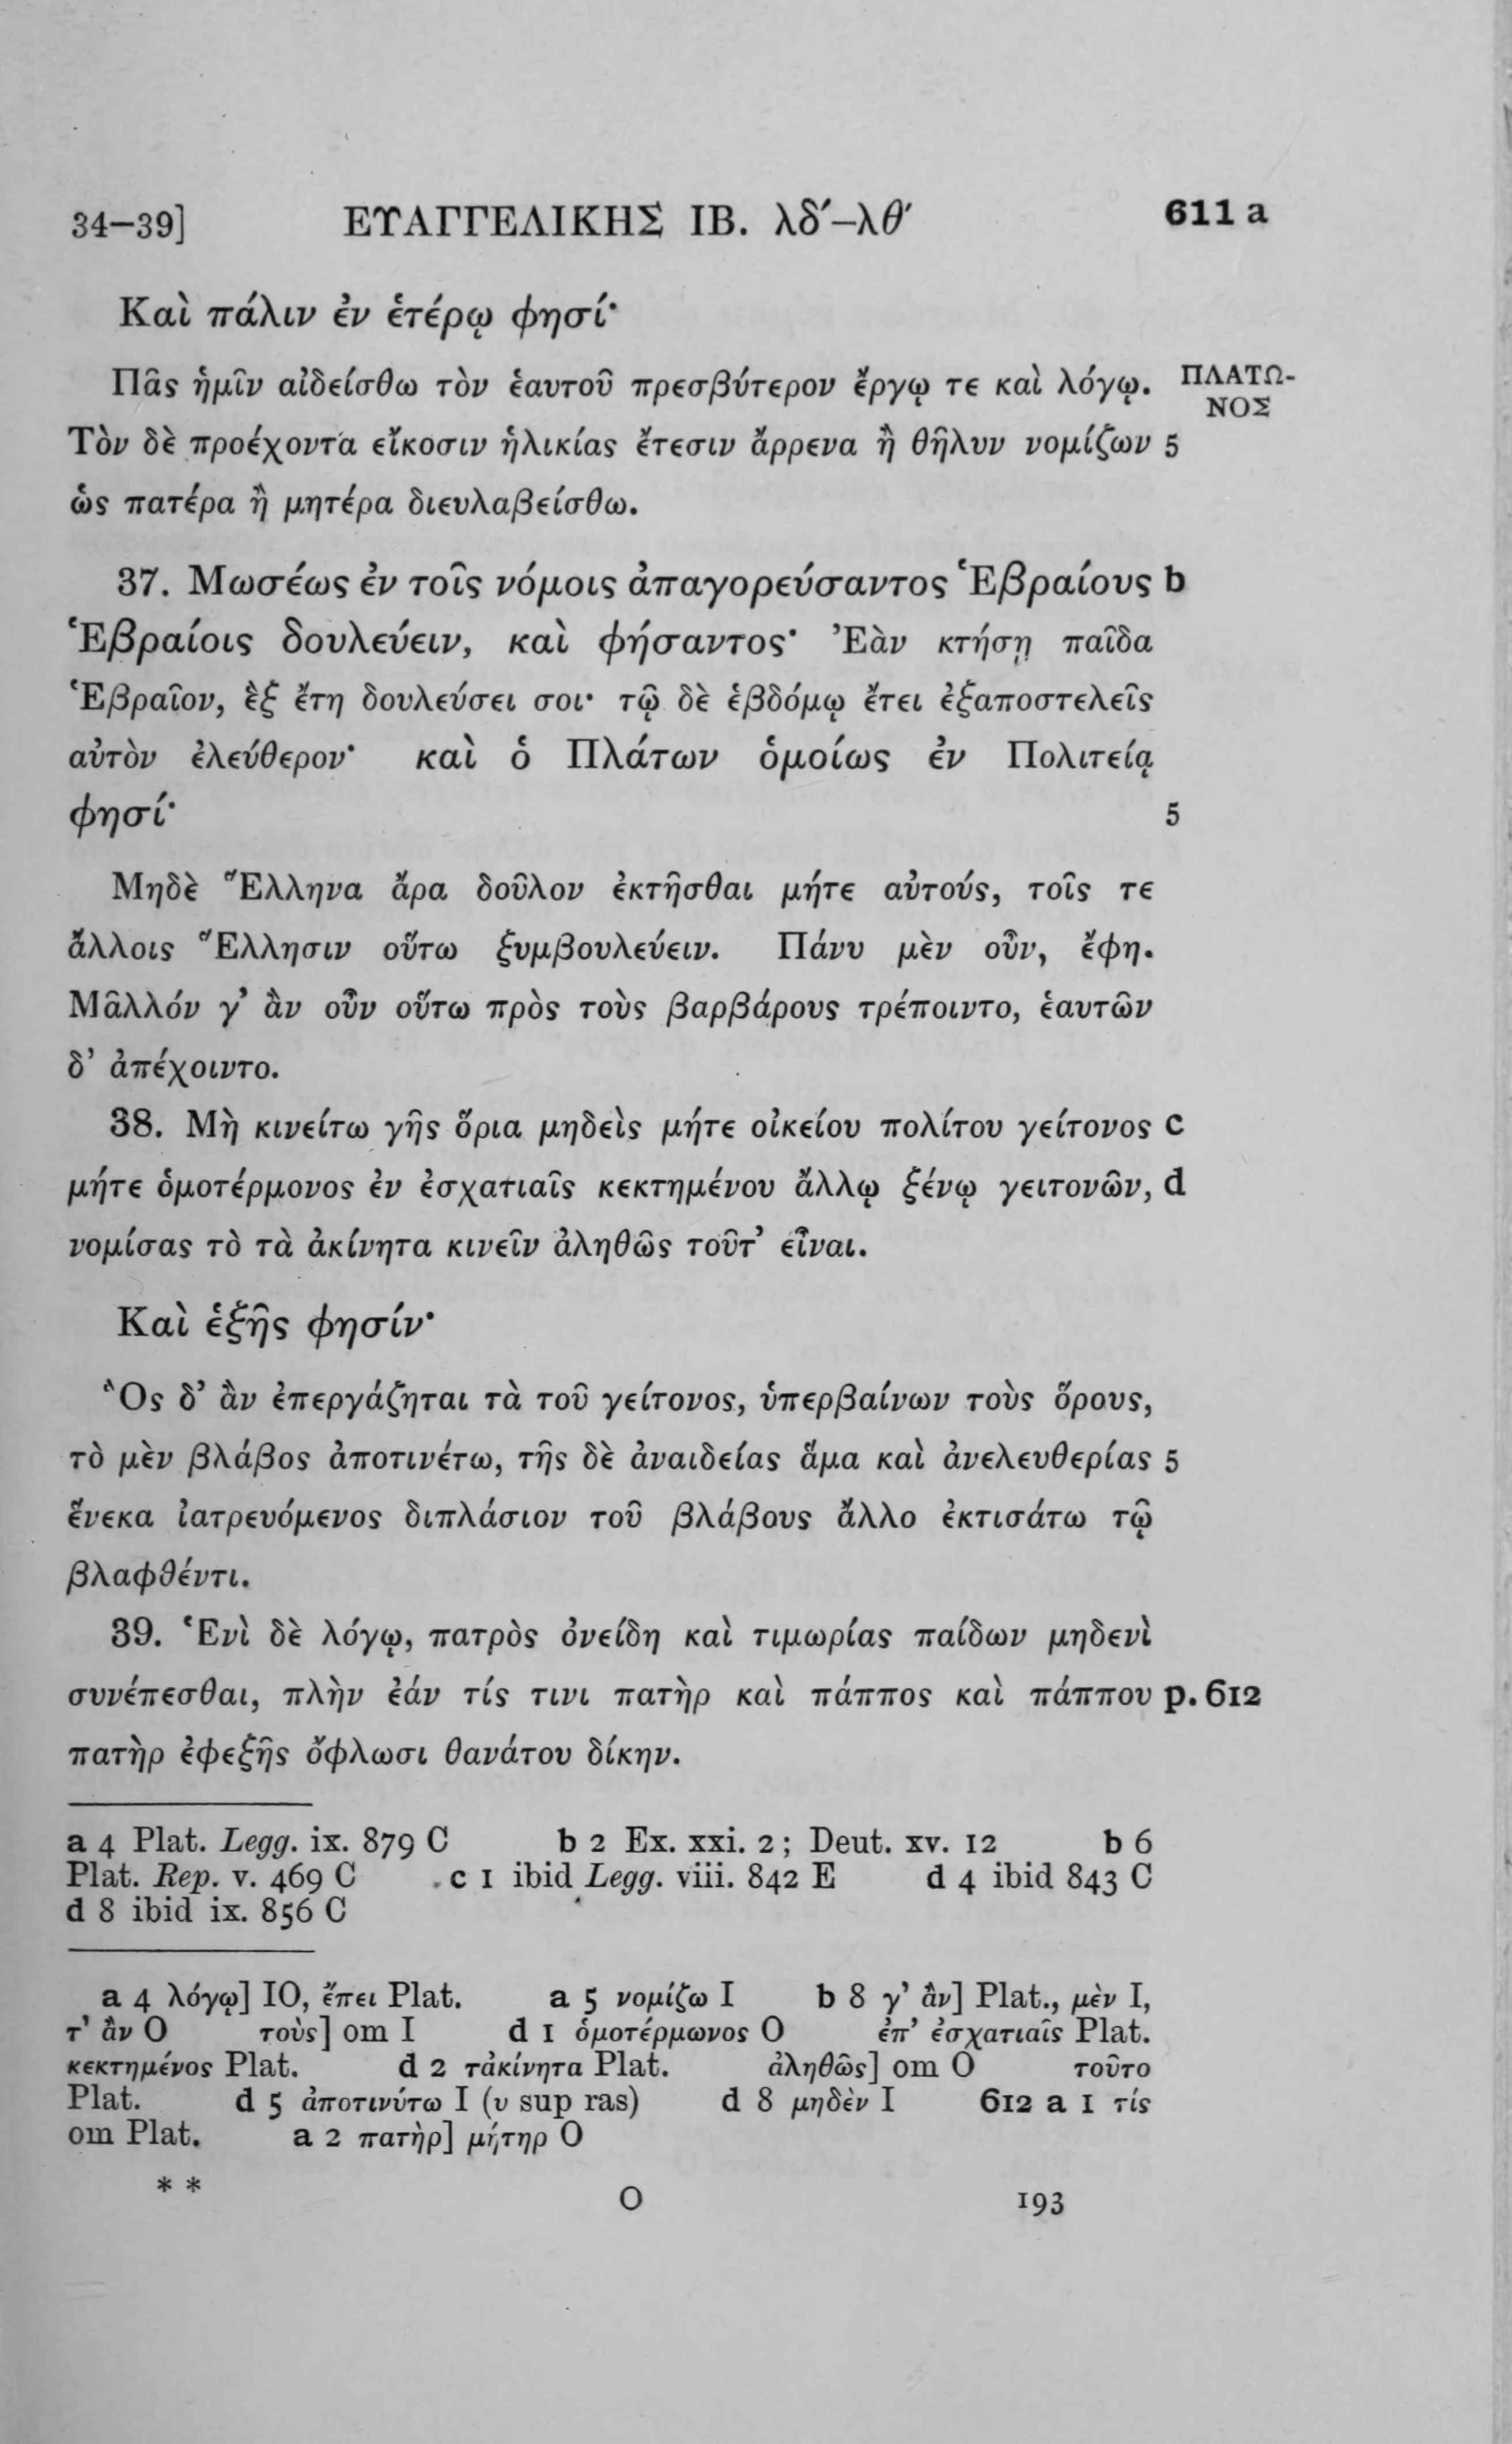 34–39] ΕΥΑΓΓΕΛΙΚΗΣ ΙΒ. λδ′–λθ′ 611 a
Καὶ πάλιν ἐν ἑτέρῳ φησί·
Πᾶς ἡμῖν αἰδείσθω τὸν ἑαυτοῦ πρεσβύτερον ἔργῳ τε καὶ λόγῳ. ΠΛΑΤΩ-
ΝΟΣ
Τὸν δὲ προέχοντα εἴκοσιν ἡλικίας ἔτεσιν ἄρρενα ἢ θῆλυν νομίζων 5
ὡς πατέρα ἢ μητέρα διευλαβείσθω.
37. Μωσέως ἐν τοῖς νόμοις ἀπαγορεύσαντος Ἑβραίους b
Ἑβραίοις δουλεύειν, καὶ φήσαντος· Ἐὰν κτήσῃ παῖδα
Ἑβραῖον, ἓξ ἔτη δουλεύσει σοι· τῷ δὲ ἑβδόμῳ ἔτει ἐξαποστελεῖς
αὐτὸν ἐλεύθερον· καὶ ὁ Πλάτων ὁμοίως ἐν Πολιτείᾳ
φησί· 5
Μηδὲ Ἕλληνα ἄρα δοῦλον ἐκτῆσθαι μήτε αὐτούς, τοῖς τε
ἄλλοις Ἕλλησιν οὕτω ξυμβουλεύειν. Πάνυ μὲν οὖν, ἔφη.
Μᾶλλόν γ’ ἂν οὖν οὕτω πρὸς τοὺς βαρβάρους τρέποιντο, ἑαυτῶν
δ’ ἀπέχοιντο.
38. Μὴ κινείτω γῆς ὅρια μηδεὶς μήτε οἰκείου πολίτου γείτονος c
μήτε ὁμοτέρμονος ἐν ἐσχατιαῖς κεκτημένου ἄλλῳ ξένῳ γειτονῶν, d
νομίσας τὸ τὰ ἀκίνητα κινεῖν ἀληθῶς τοῦτ’ εἶναι.
Καὶ ἑξῆς φησίν·
Ὃς δ’ ἂν ἐπεργάζηται τὰ τοῦ γείτονος, ὑπερβαίνων τοὺς ὅρους,
τὸ μὲν βλάβος ἀποτινέτω, τῆς δὲ ἀναιδείας ἅμα καὶ ἀνελευθερίας 5
ἕνεκα ἰατρευόμενος διπλάσιον τοῦ βλάβους ἄλλο ἐκτισάτω τῷ
βλαφθέντι.
39. Ἑνὶ δὲ λόγῳ, πατρὸς ὀνείδη καὶ τιμωρίας παίδων μηδενὶ
συνέπεσθαι, πλὴν ἐάν τίς τινι πατὴρ καὶ πάππος καὶ πάππου p. 612
πατὴρ ἐφεξῆς ὄφλωσι θανάτου δίκην.
a 4 Plat. Legg. ix. 879 C b 2 Ex. xxi. 2; Deut. xv. 12 b 6
Plat. Rep. v. 469 C c 1 ibid Legg. viii. 842 E d 4 ibid 843 C
d 8 ibid ix. 856 C
a 4 λόγῳ] IO, ἔπει Plat. a 5 νομίζω I b 8 γ’ ἂν] Plat., μὲν I,
τ’ ἂν O τοὺς] om I d 1 ὁμοτέρμωνος O ἐπ’ ἐσχατιαῖς Plat.
κεκτημένος Plat. d 2 τἀκίνητα Plat. ἀληθῶς] om O τοῦτο
Plat. d 5 ἀποτινύτω I (υ sup ras) d 8 μηδὲν I 612 a 1 τίς
om Plat. a 2 πατὴρ] μήτηρ O
* * O 193